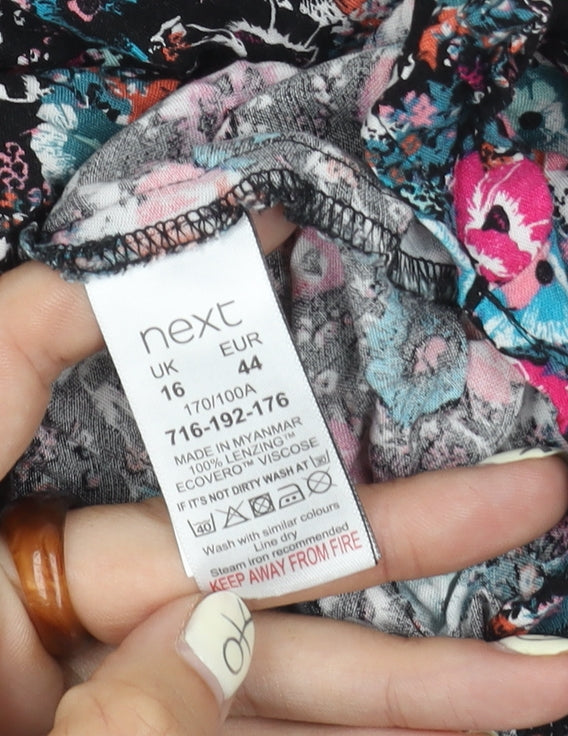 next
UK EUR
16 44
170/100A
716-192-176
MADE IN MYANMAR
100% LENZING™
ECOVERO™ VISCOSE
IF IT'S NOT DIRTY WASH AT
40
Wash with similar colours
Line dry
Steam iron recommended
KEEP AWAY FROM FIRE